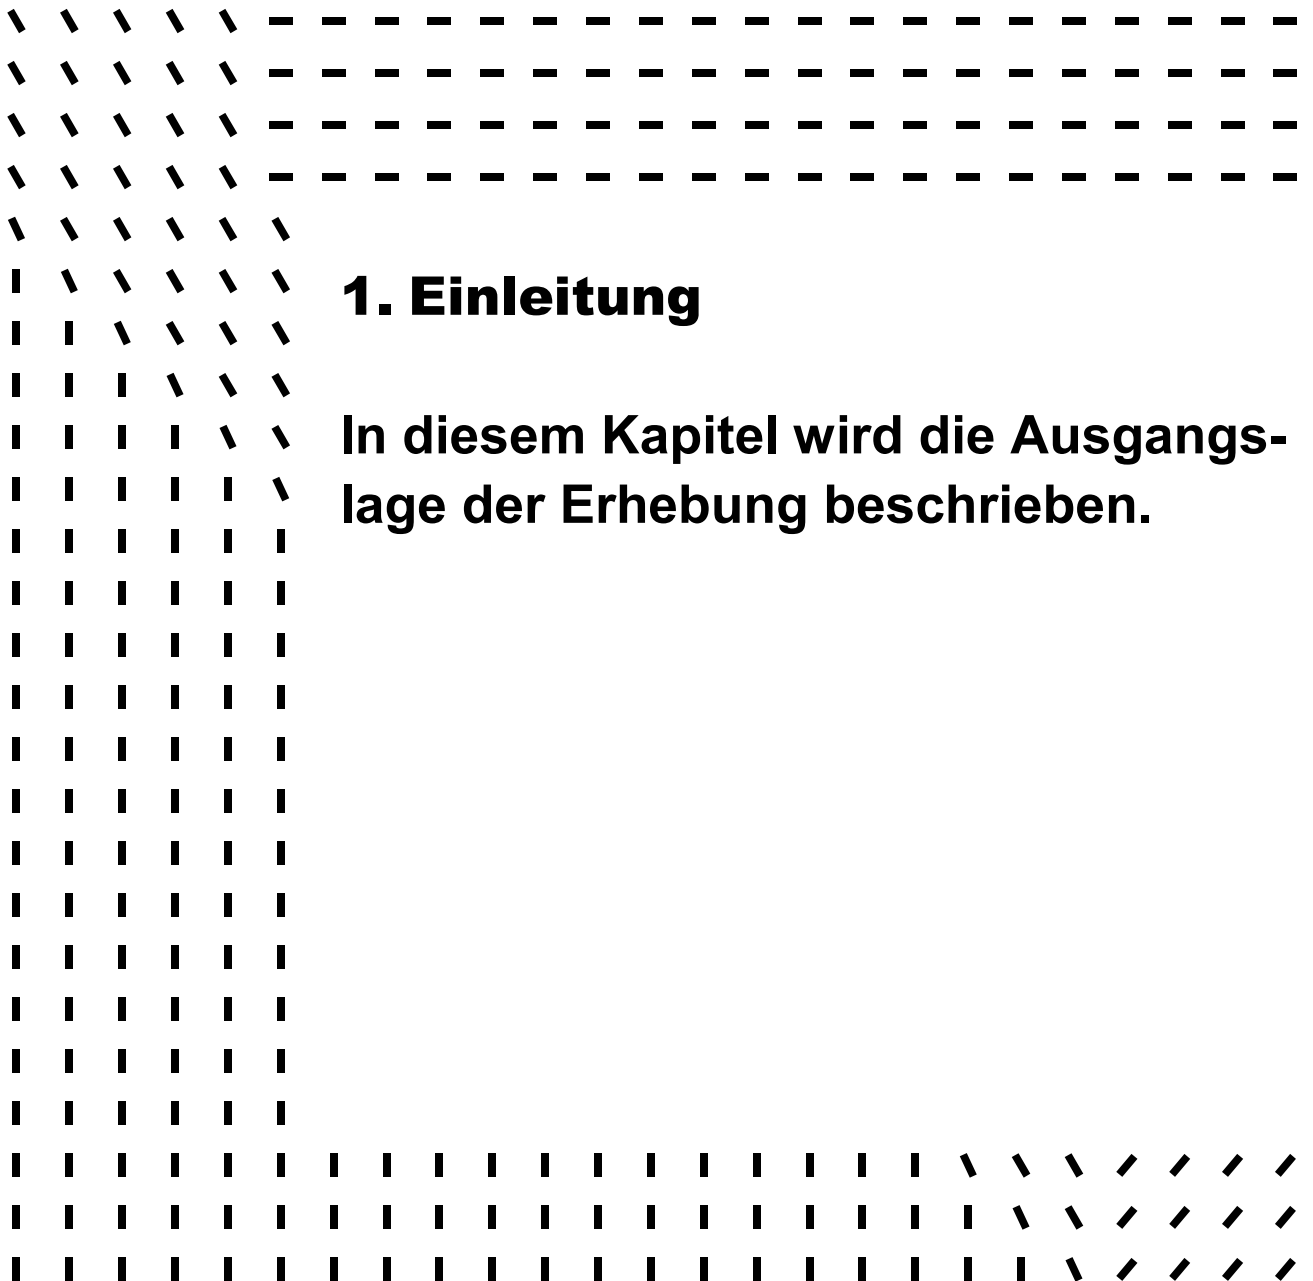 1. Einleitung
In diesem Kapitel wird die Ausgangs-
lage der Erhebung beschrieben.